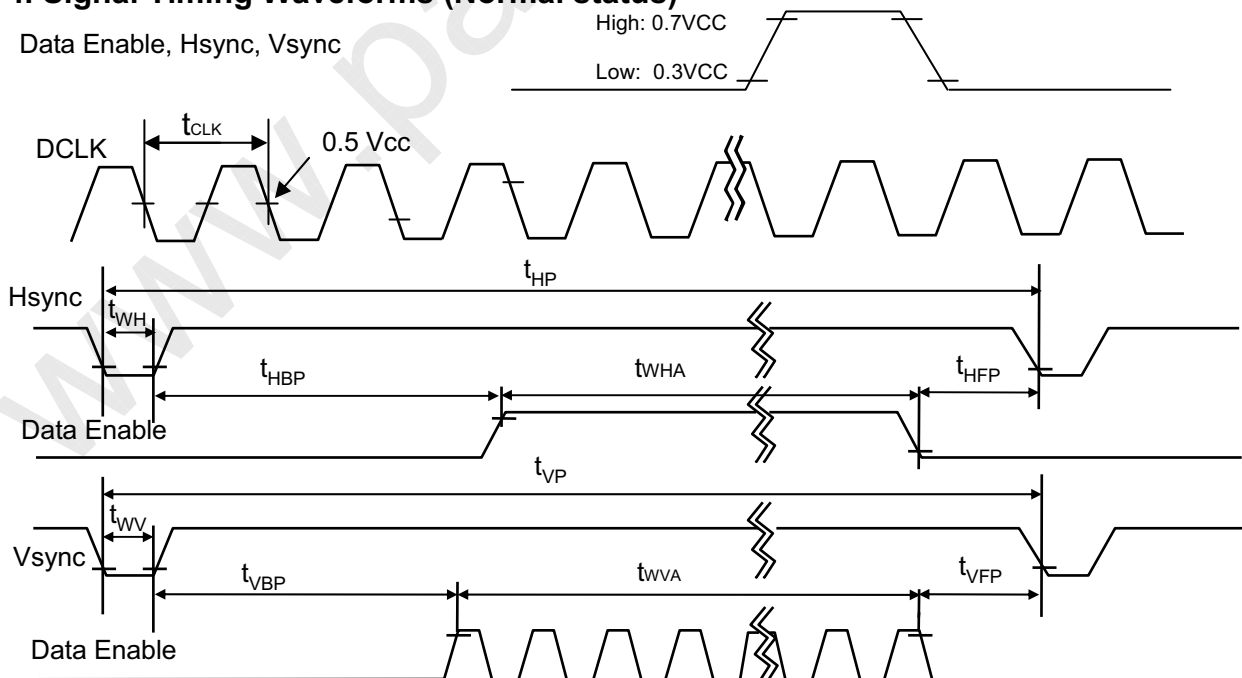 Signal Timing Waveforms (Normal status)
Data Enable, Hsync, Vsync
High: 0.7VCC
Low: 0.3VCC
DCLK
tCLK
0.5 Vcc
Hsync
tHP
tWH
tHBP
tWHA
tHFP
Data Enable
tVP
tWV
Vsync
tVBP
tWVA
tVFP
Data Enable